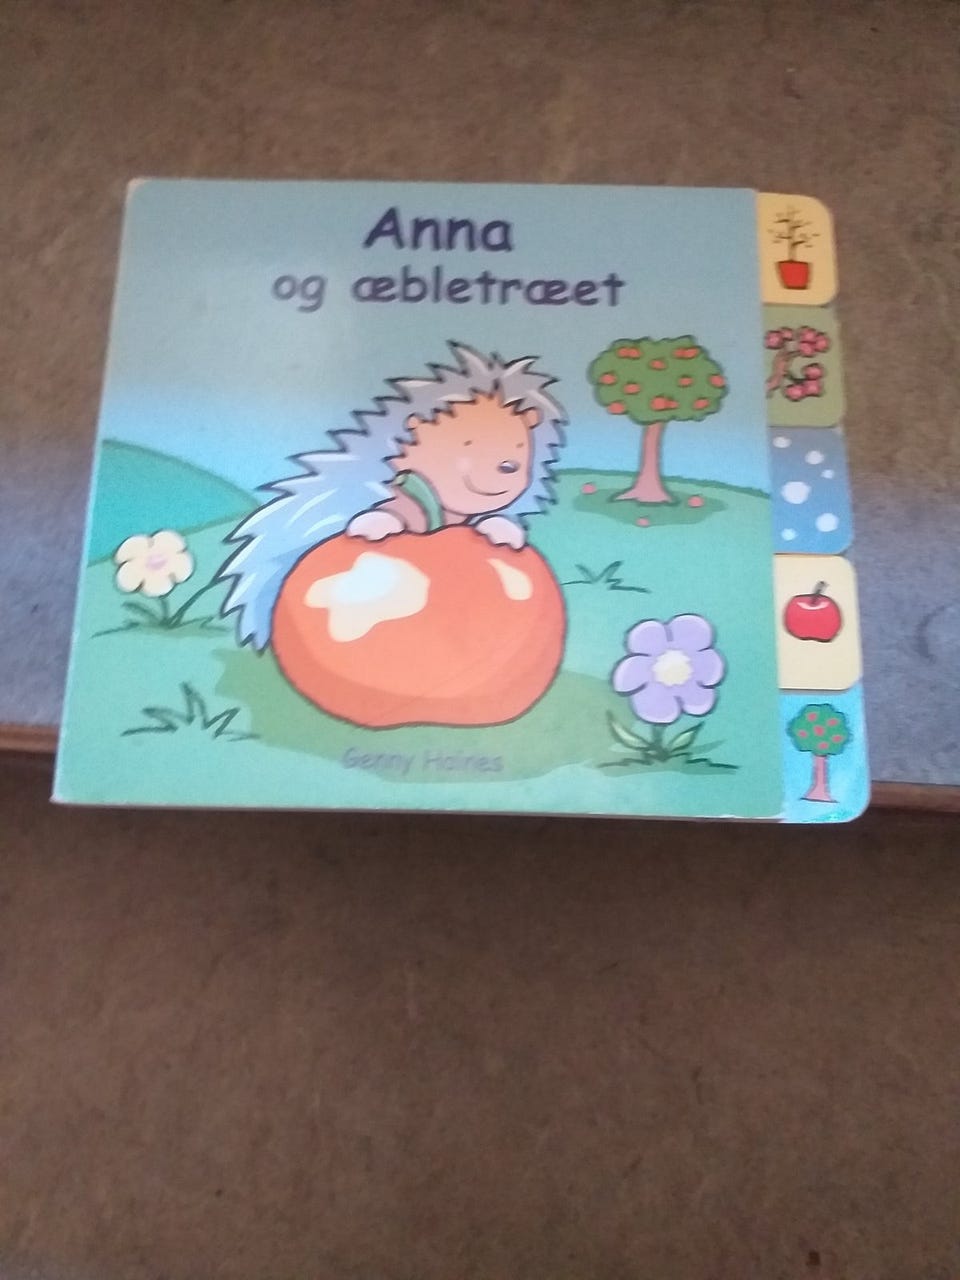 Anna
og æbletræet
Genny Haines